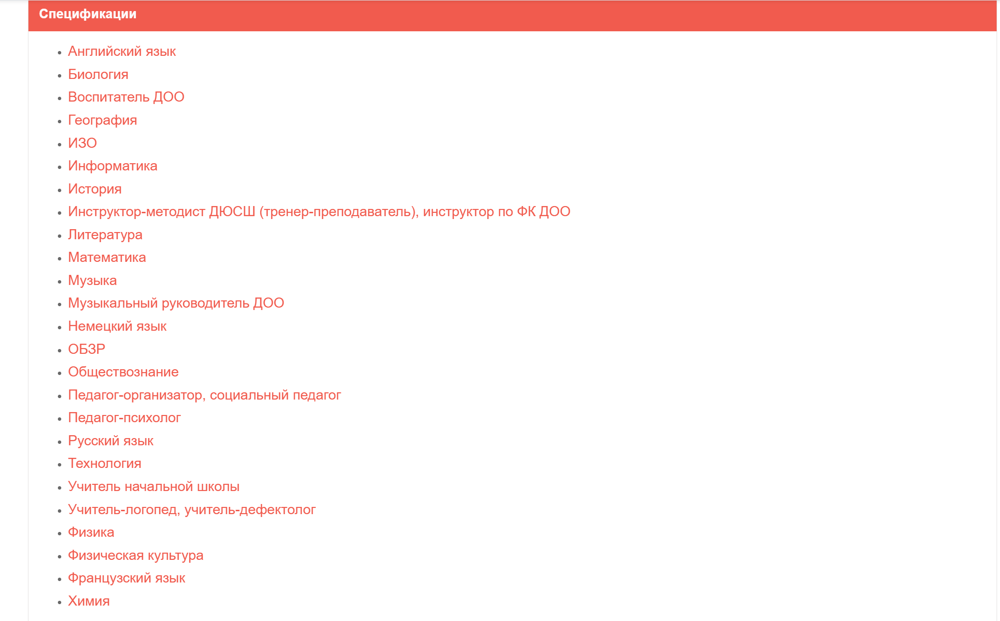 Спецификации
Английский язык
Биология
Воспитатель ДОО
География
ИЗО
Информатика
История
Инструктор-методист ДЮСШ (тренер-преподаватель), инструктор по ФК ДОО
Литература
Математика
Музыка
Музыкальный руководитель ДОО
Немецкий язык
ОБЗР
Обществознание
Педагог-организатор, социальный педагог
Педагог-психолог
Русский язык
Технология
Учитель начальной школы
Учитель-логопед, учитель-дефектолог
Физика
Физическая культура
Французский язык
Химия